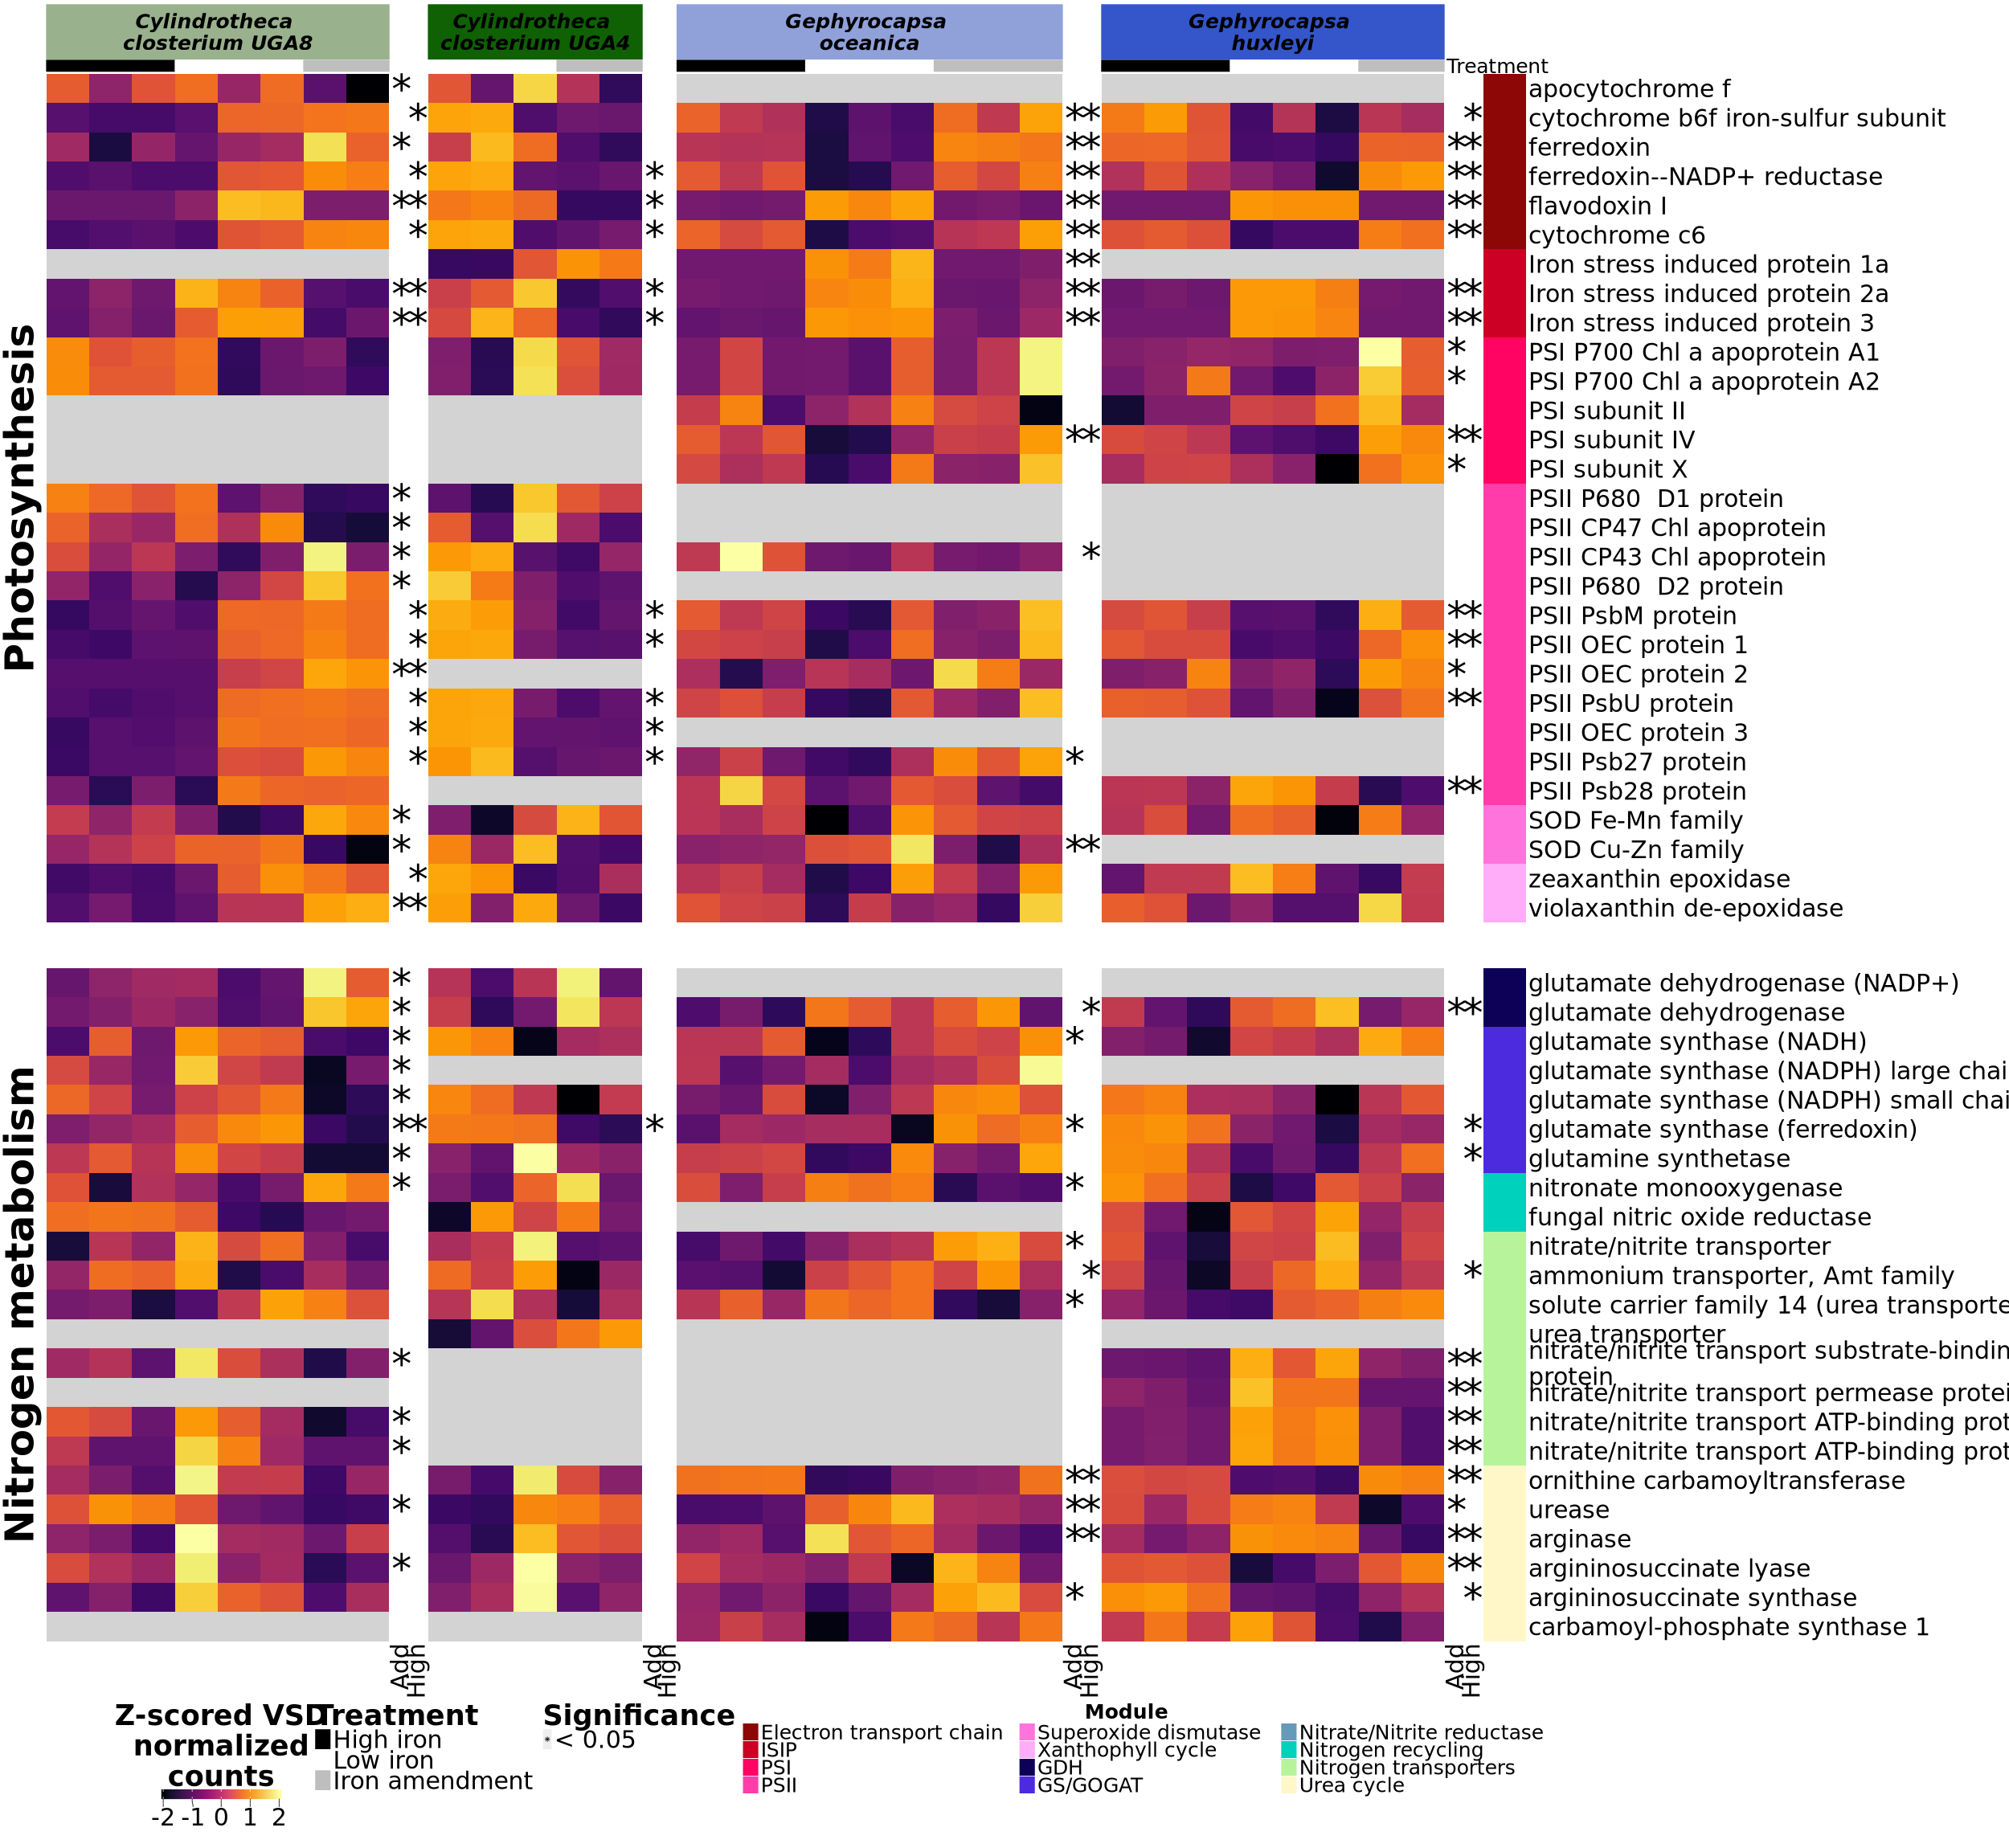 Cylindrotheca
closterium UGA8
Cylindrotheca
closterium UGA4
Gephyrocapsa
oceanica
Gephyrocapsa
huxleyi
Treatment
Photosynthesis
apocytochrome f
cytochrome b6f iron-sulfur subunit
ferredoxin
ferredoxin--NADP+ reductase
flavodoxin I
cytochrome c6
Iron stress induced protein 1a
Iron stress induced protein 2a
Iron stress induced protein 3
PSI P700 Chl a apoprotein A1
PSI P700 Chl a apoprotein A2
PSI subunit II
PSI subunit IV
PSI subunit X
PSII P680  D1 protein
PSII CP47 Chl apoprotein
PSII CP43 Chl apoprotein
PSII P680  D2 protein
PSII PsbM protein
PSII OEC protein 1
PSII OEC protein 2
PSII PsbU protein
PSII OEC protein 3
PSII Psb27 protein
PSII Psb28 protein
SOD Fe-Mn family
SOD Cu-Zn family
zeaxanthin epoxidase
violaxanthin de-epoxidase
Nitrogen metabolism
glutamate dehydrogenase (NADP+)
glutamate dehydrogenase
glutamate synthase (NADH)
glutamate synthase (NADPH) large chai
glutamate synthase (NADPH) small chai
glutamate synthase (ferredoxin)
glutamine synthetase
nitronate monooxygenase
fungal nitric oxide reductase
nitrate/nitrite transporter
ammonium transporter, Amt family
solute carrier family 14 (urea transporte
urea transporter
nitrate/nitrite transport substrate-bindin
protein
nitrate/nitrite transport permease protei
nitrate/nitrite transport ATP-binding prot
nitrate/nitrite transport ATP-binding prot
ornithine carbamoyltransferase
urease
arginase
argininosuccinate lyase
argininosuccinate synthase
carbamoyl-phosphate synthase 1
Add
High
Add
High
Add
High
Add
High
Z-scored VSD
normalized
counts
-2 -1 0 1 2
Treatment
High iron
Low iron
Iron amendment
Significance
* < 0.05
Module
Electron transport chain
ISIP
PSI
PSII
Superoxide dismutase
Xanthophyll cycle
GDH
GS/GOGAT
Nitrate/Nitrite reductase
Nitrogen recycling
Nitrogen transporters
Urea cycle